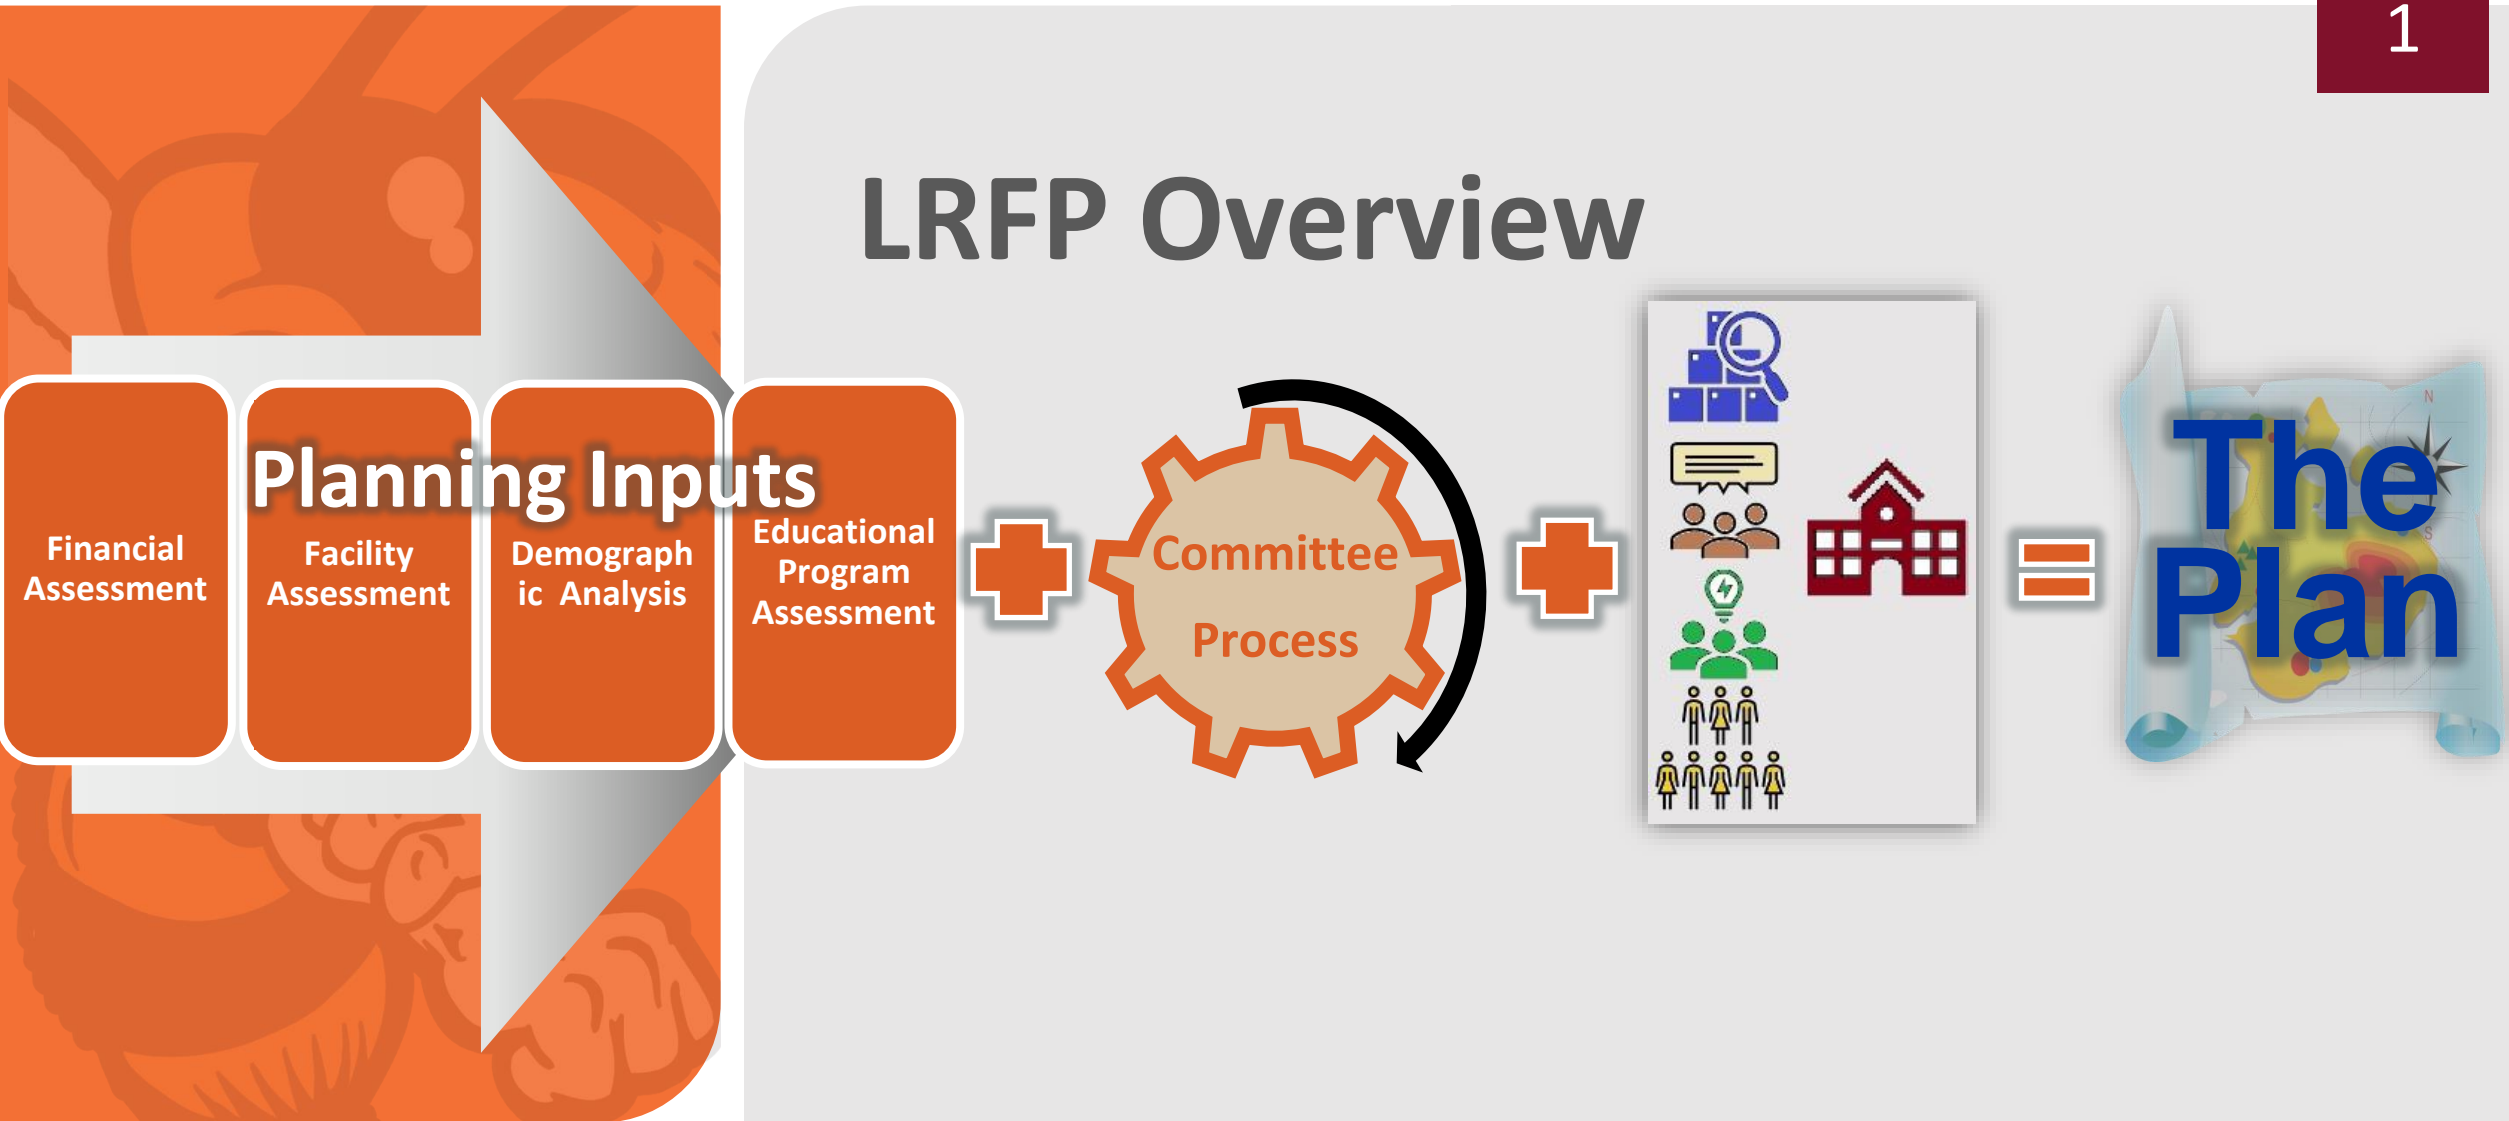 1
LRFP Overview
Planning Inputs
Financial
Assessment
Facility
Assessment
Demograph
ic Analysis
Educational
Program
Assessment
Committee
Process
N
S
The
Plan